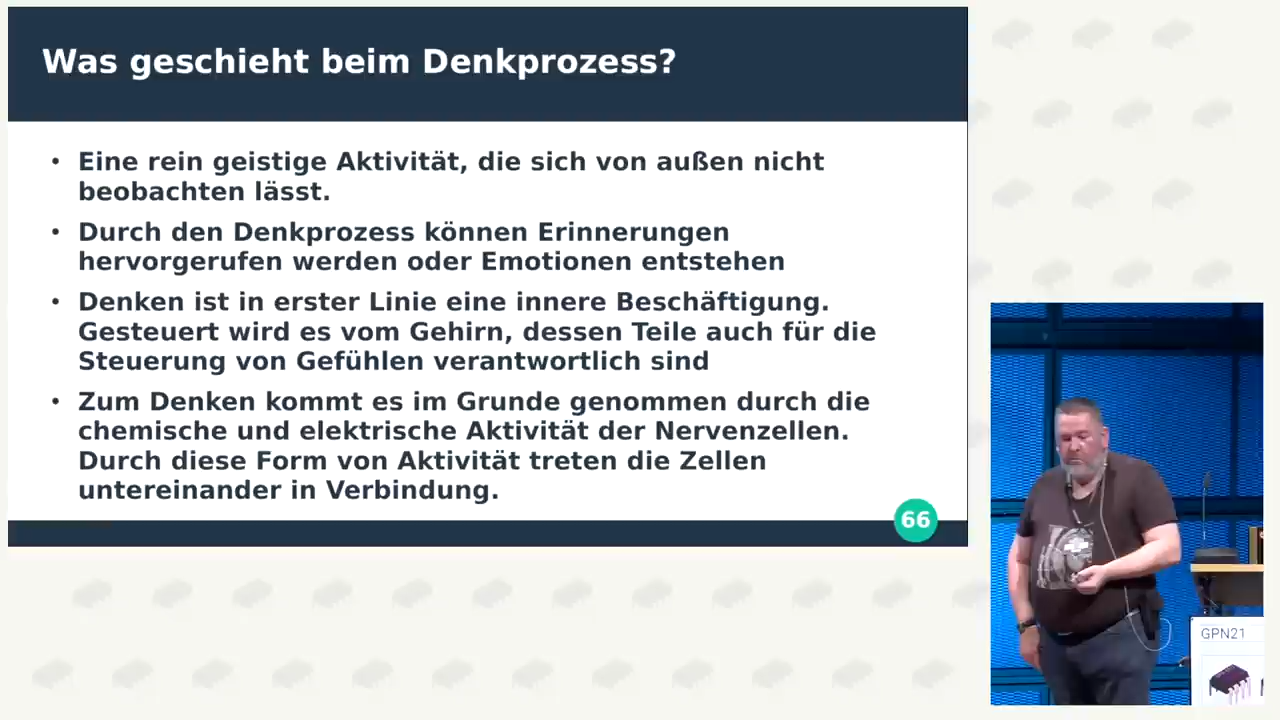 Was geschieht beim Denkprozess?
• Eine rein geistige Aktivität, die sich von außen nicht
beobachten lässt.
• Durch den Denkprozess können Erinnerungen
hervorgerufen werden oder Emotionen entstehen
• Denken ist in erster Linie eine innere Beschäftigung.
Gesteuert wird es vom Gehirn, dessen Teile auch für die
Steuerung von Gefühlen verantwortlich sind
• Zum Denken kommt es im Grunde genommen durch die
chemische und elektrische Aktivität der Nervenzellen.
Durch diese Form von Aktivität treten die Zellen
untereinander in Verbindung.
66
GPN21